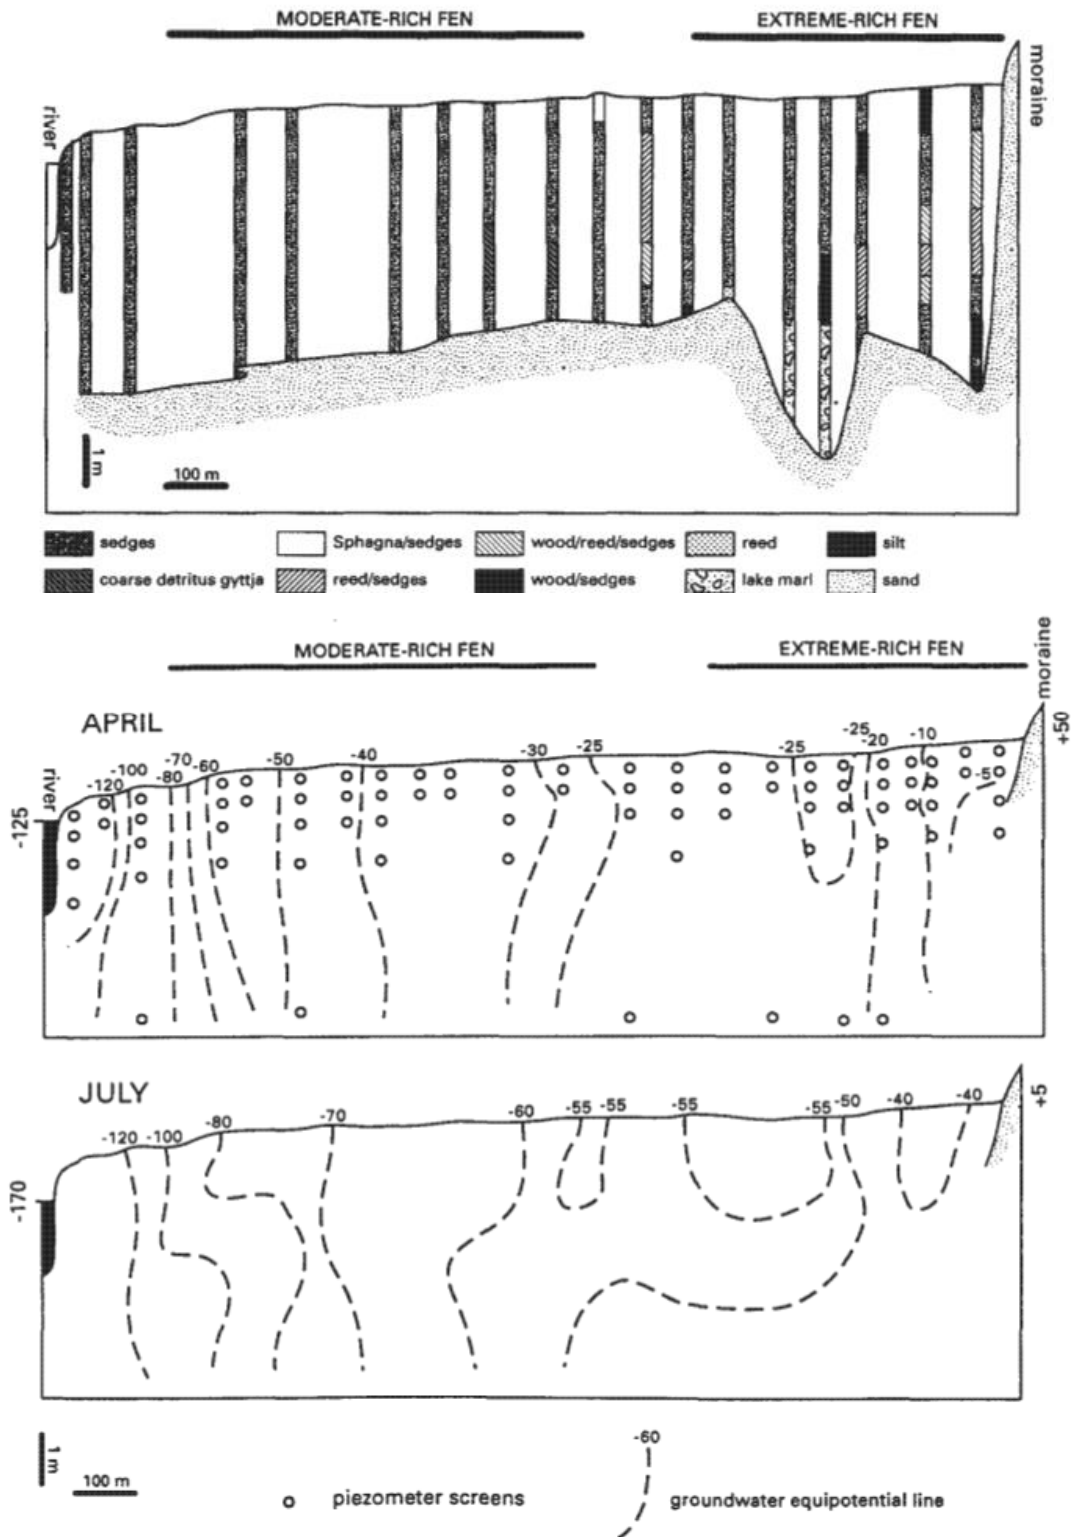 MODERATE-RICH FEN EXTREME-RICH FEN
moraine
river
1 m
100 m
sedges Sphagna/sedges wood/reed/sedges reed silt
coarse detritus gyttja reed/sedges wood/sedges lake marl sand
MODERATE-RICH FEN EXTREME-RICH FEN
moraine
+50
APRIL
river
-125
-120 -100 -80 -70 -60 -50 -40 -30 -25 -25 -25 -20 -10 -5
JULY
+5
-170
-120 -100 -80 -70 -60 -55 -55 -55 -55 -50 -40 -40
1 m
100 m
-60
piezometer screens groundwater equipotential line